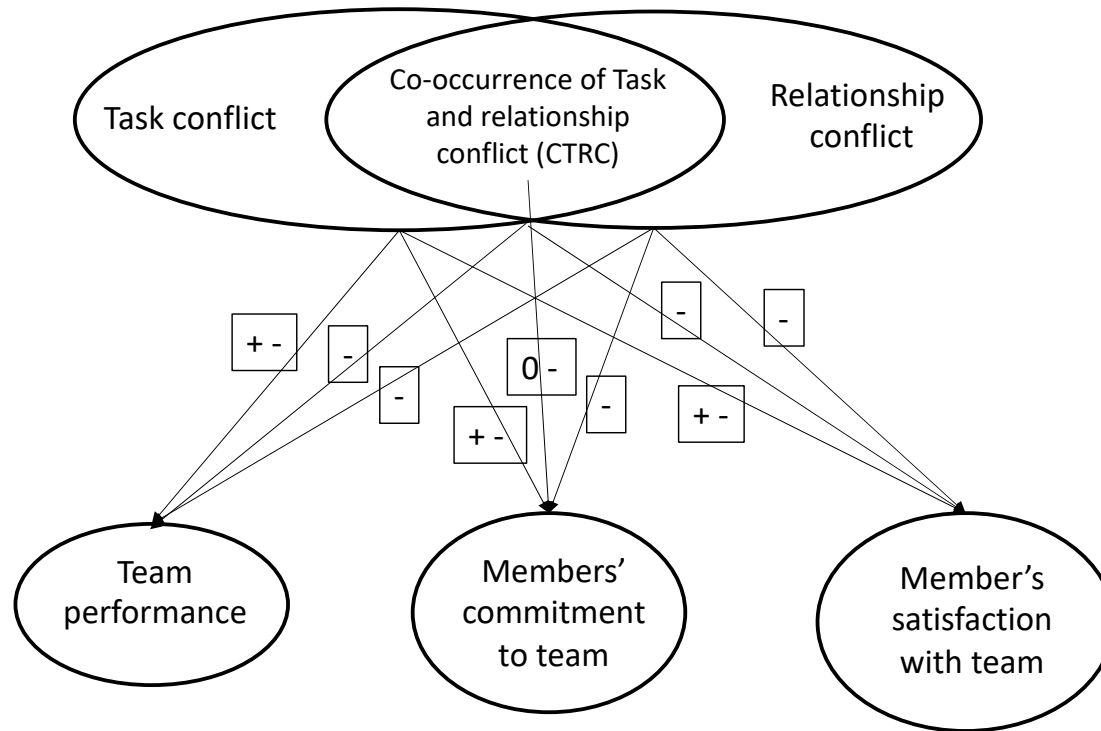 Task conflict
Co-occurrence of Task
and relationship
conflict (CTRC)
Relationship
conflict
+ -
-
-
+ -
0 -
-
-
+ -
-
Team
performance
Members’
commitment
to team
Member’s
satisfaction
with team